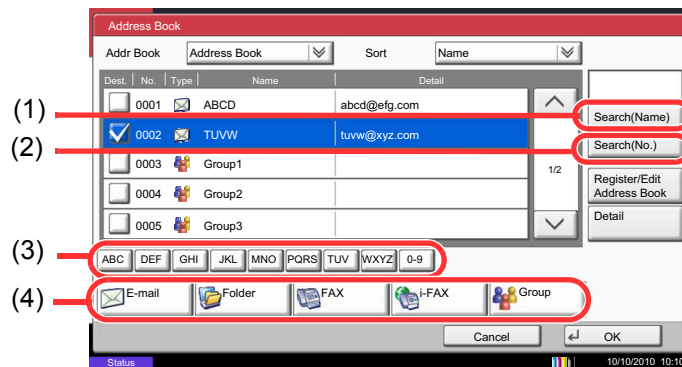 Address Book
Addr Book Address Book Sort Name
Dest. No. Type Name Detail
0001 ABCD abcd@efg.com
(1) Search(Name)
0002 TUVW tuvw@xyz.com
(2) Search(No.)
0003 Group1 1/2
Register/Edit
Address Book
0004 Group2
0005 Group3 Detail
(3) ABC DEF GHI JKL MNO PQRS TUV WXYZ 0-9
(4) E-mail Folder FAX i-FAX Group
Cancel OK
Status 10/10/2010 10:10